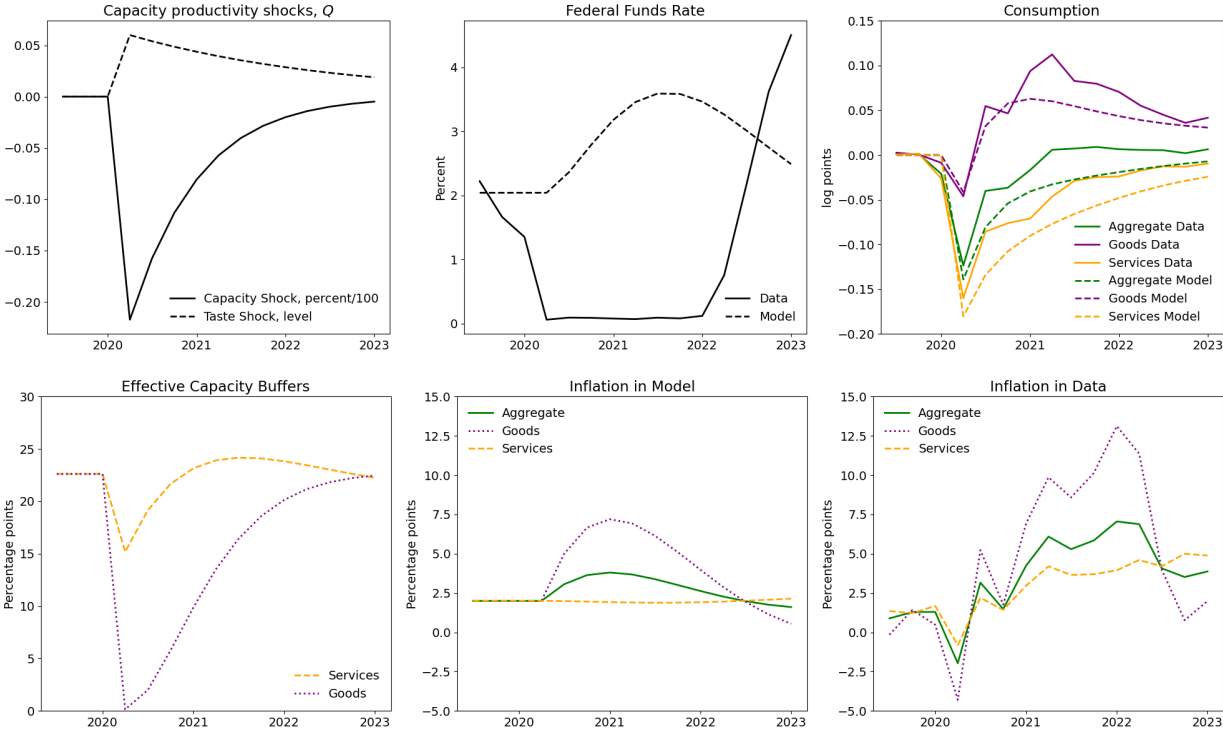 Capacity productivity shocks, Q
0.05
0.00
−0.05
−0.10
−0.15
−0.20
Capacity Shock, percent/100
Taste Shock, level
2020
2021
2022
2023
Federal Funds Rate
Percent
4
3
2
1
0
Data
Model
2020
2021
2022
2023
Consumption
log points
0.15
0.10
0.05
0.00
−0.05
−0.10
−0.15
−0.20
Aggregate Data
Goods Data
Services Data
Aggregate Model
Goods Model
Services Model
2020
2021
2022
2023
Effective Capacity Buffers
Percentage points
30
25
20
15
10
5
0
Services
Goods
2020
2021
2022
2023
Inflation in Model
Percentage points
15.0
12.5
10.0
7.5
5.0
2.5
0.0
−2.5
−5.0
Aggregate
Goods
Services
2020
2021
2022
2023
Inflation in Data
Percentage points
15.0
12.5
10.0
7.5
5.0
2.5
0.0
−2.5
−5.0
Aggregate
Goods
Services
2020
2021
2022
2023